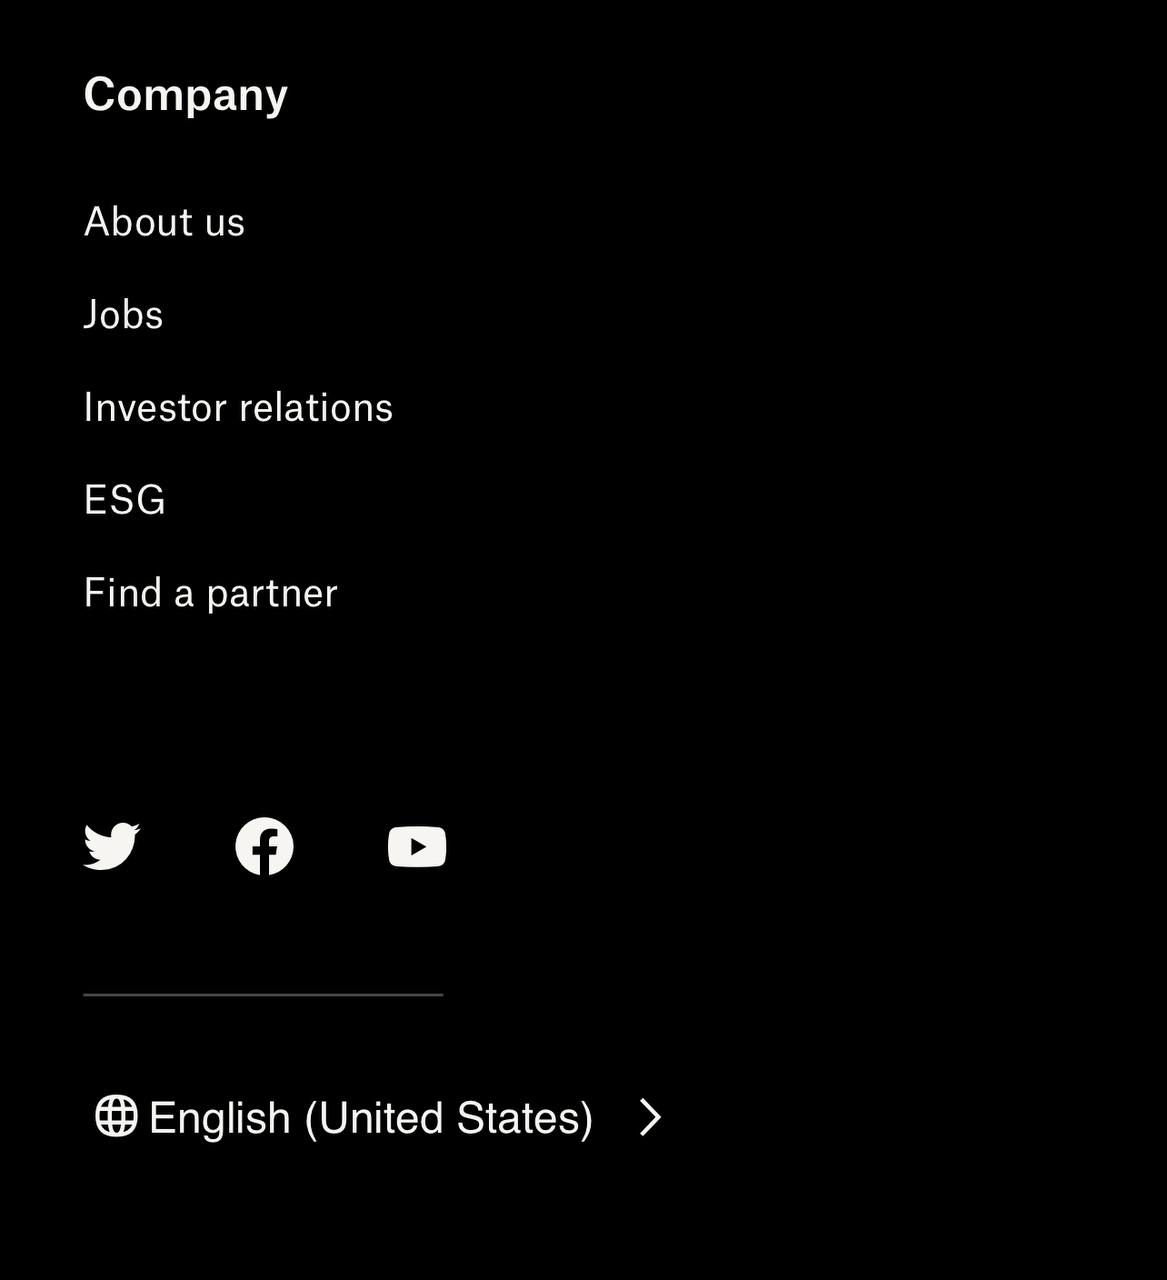 Company
About us
Jobs
Investor relations
ESG
Find a partner
English (United States)